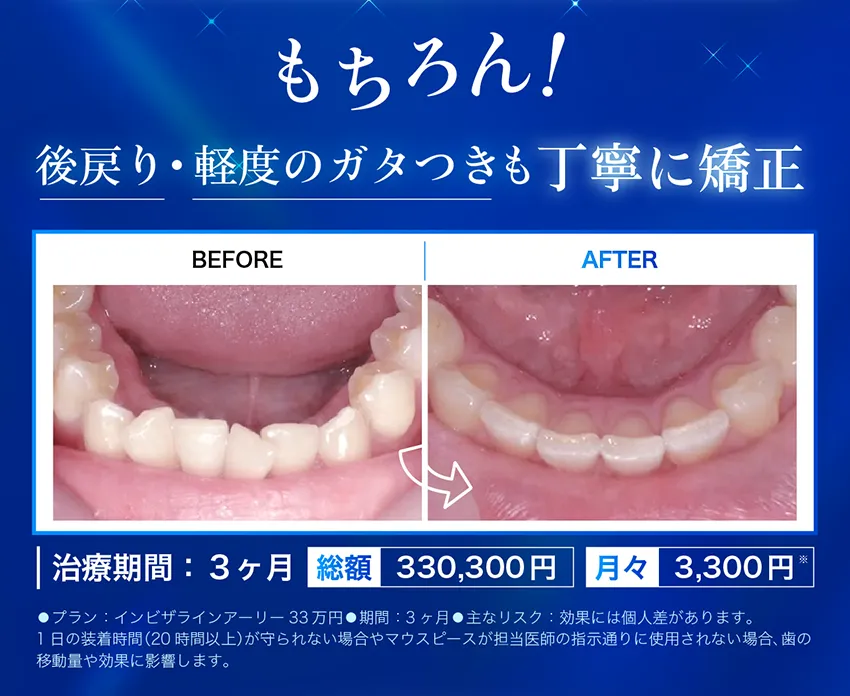 もちろん!
後戻り・軽度のガタつきも丁寧に矯正
BEFORE
AFTER
治療期間：3ヶ月 総額 330,300円 月々 3,300円※
●プラン：インビザラインアーリー33万円●期間：3ヶ月●主なリスク：効果には個人差があります。
1日の装着時間(20時間以上)が守られない場合やマウスピースが担当医師の指示通りに使用されない場合、歯の
移動量や効果に影響します。